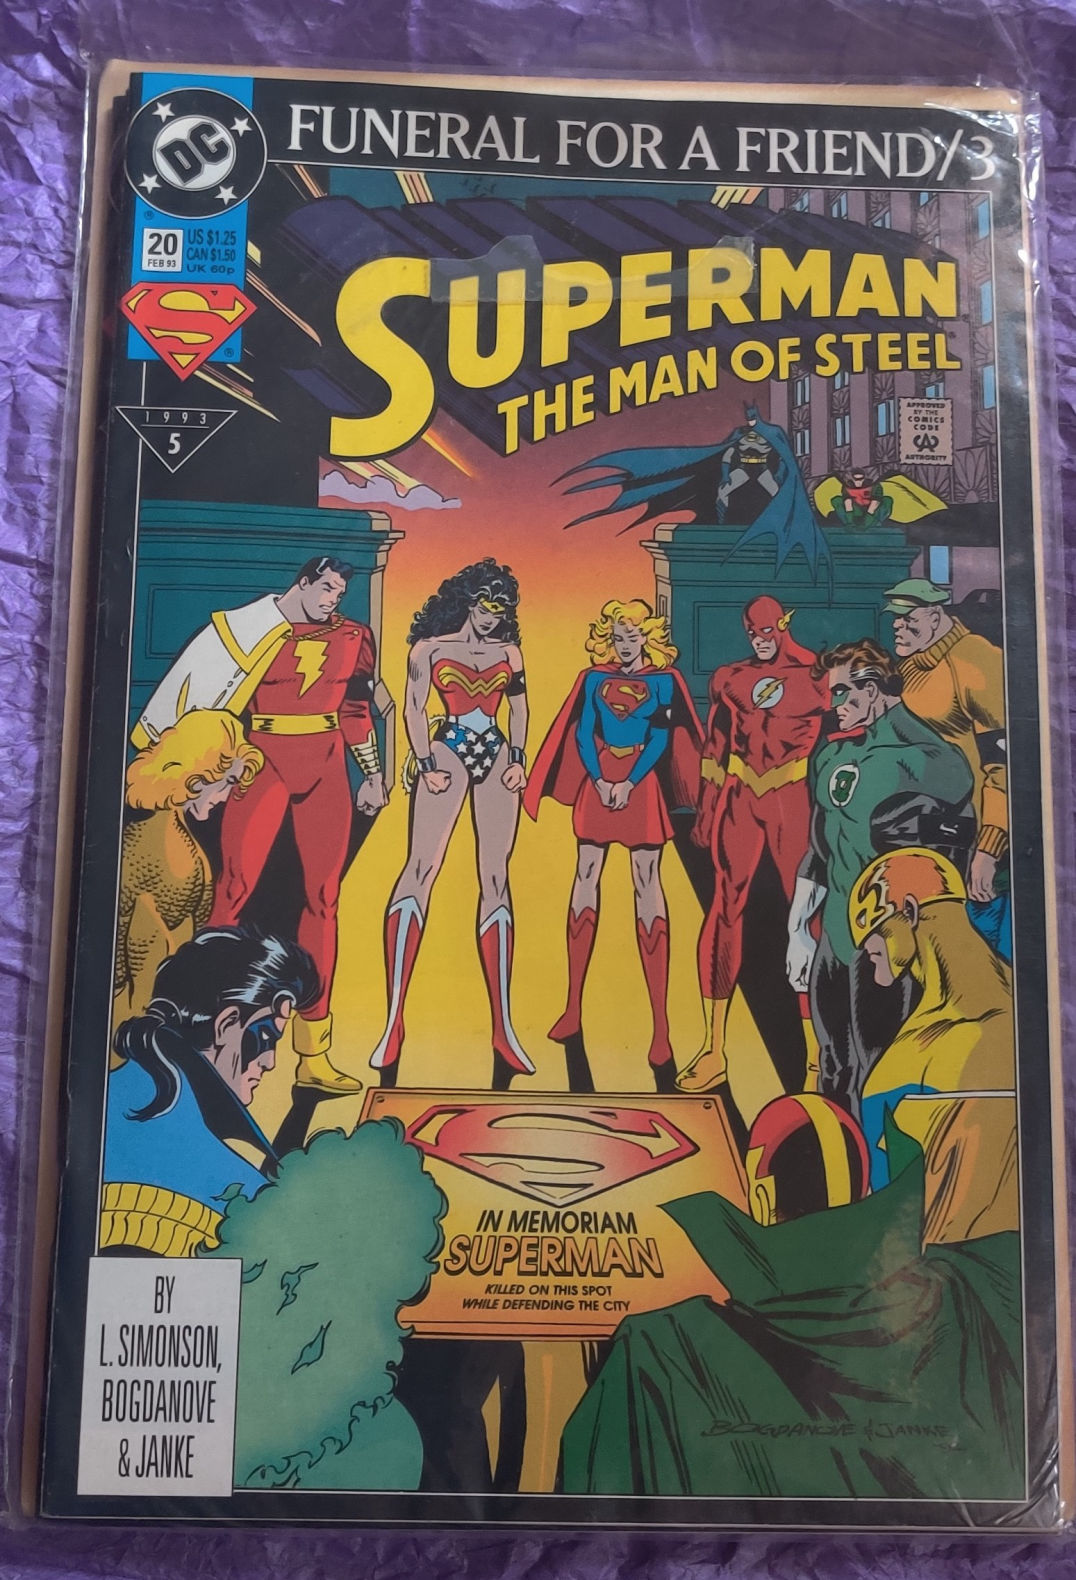 FUNERAL FOR A FRIEND/3
DC
®
20
FEB 93
US $1.25
CAN $1.50
UK 60p
S
®
1993
5
SUPERMAN
THE MAN OF STEEL
APPROVED
BY THE
COMICS
CODE
CA
AUTHORITY
IN MEMORIAM
SUPERMAN
KILLED ON THIS SPOT
WHILE DEFENDING THE CITY
BY
L. SIMONSON,
BOGDANOVE
& JANKE
BOGDANOVE & JANKE